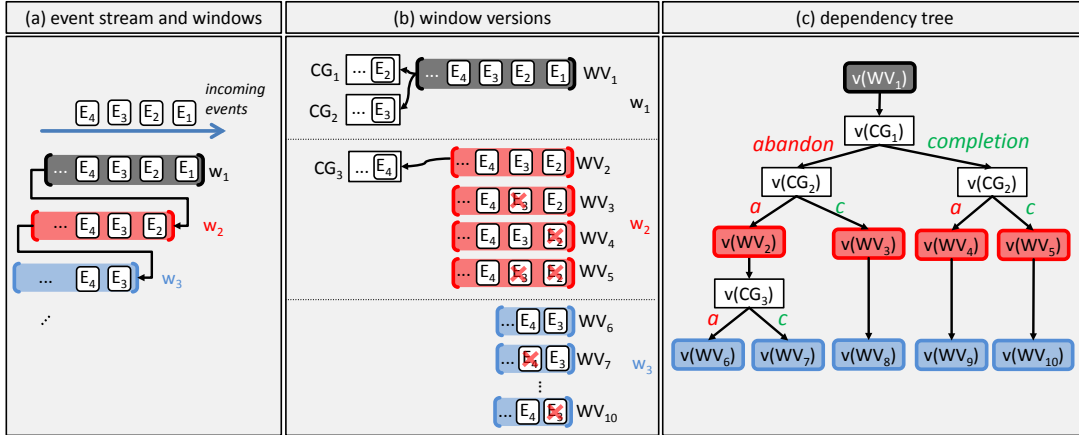 (a) event stream and windows
incoming
events
E4 E3 E2 E1
... E4 E3 E2 E1 w1
... E4 E3 E2 w2
... E4 E3 w3
...
(b) window versions
CG1 ... E2
... E4 E3 E2 E1 WV1
w1
CG2 ... E3
CG3 ... E4
... E4 E3 E2 WV2
... E4 E3 E2 WV3
w2
... E4 E3 E2 WV4
... E4 E3 E2 WV5
... E4 E3 WV6
... E4 E3 WV7
w3
...
... E4 E3 WV10
(c) dependency tree
v(WV1)
v(CG1)
abandon completion
v(CG2) v(CG2)
a c a c
v(WV2) v(WV3) v(WV4) v(WV5)
v(CG3)
a c
v(WV6) v(WV7) v(WV8) v(WV9) v(WV10)